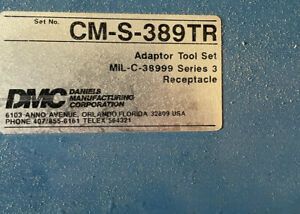 Set No.
CM-S-389TR
Adaptor Tool Set
MIL-C-38999 Series 3
Receptacle
DMC DANIELS
MANUFACTURING
CORPORATION
6103 ANNO AVENUE, ORLANDO, FLORIDA 32809 USA
PHONE 407/855-6161 TELEX 564321